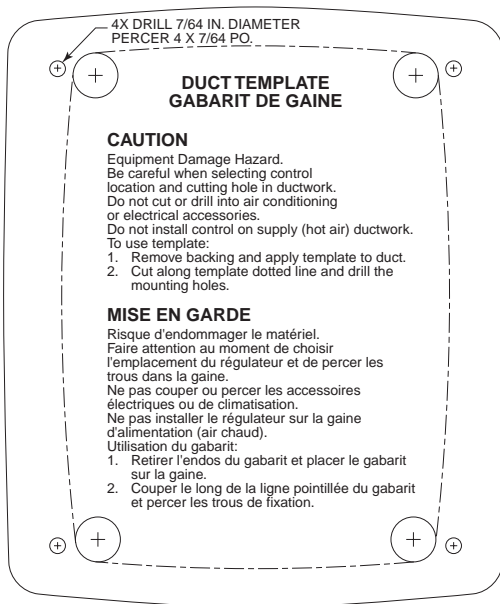 4X DRILL 7/64 IN. DIAMETER
PERCER 4 X 7/64 PO.
DUCT TEMPLATE
GABARIT DE GAINE
CAUTION
Equipment Damage Hazard.
Be careful when selecting control
location and cutting hole in ductwork.
Do not cut or drill into air conditioning
or electrical accessories.
Do not install control on supply (hot air) ductwork.
To use template:
1. Remove backing and apply template to duct.
2. Cut along template dotted line and drill the
mounting holes.
MISE EN GARDE
Risque d'endommager le matériel.
Faire attention au moment de choisir
l'emplacement du régulateur et de percer les
trous dans la gaine.
Ne pas couper ou percer les accessoires
électriques ou de climatisation.
Ne pas installer le régulateur sur la gaine
d'alimentation (air chaud).
Utilisation du gabarit:
1. Retirer l'endos du gabarit et placer le gabarit
sur la gaine.
2. Couper le long de la ligne pointillée du gabarit
et percer les trous de fixation.